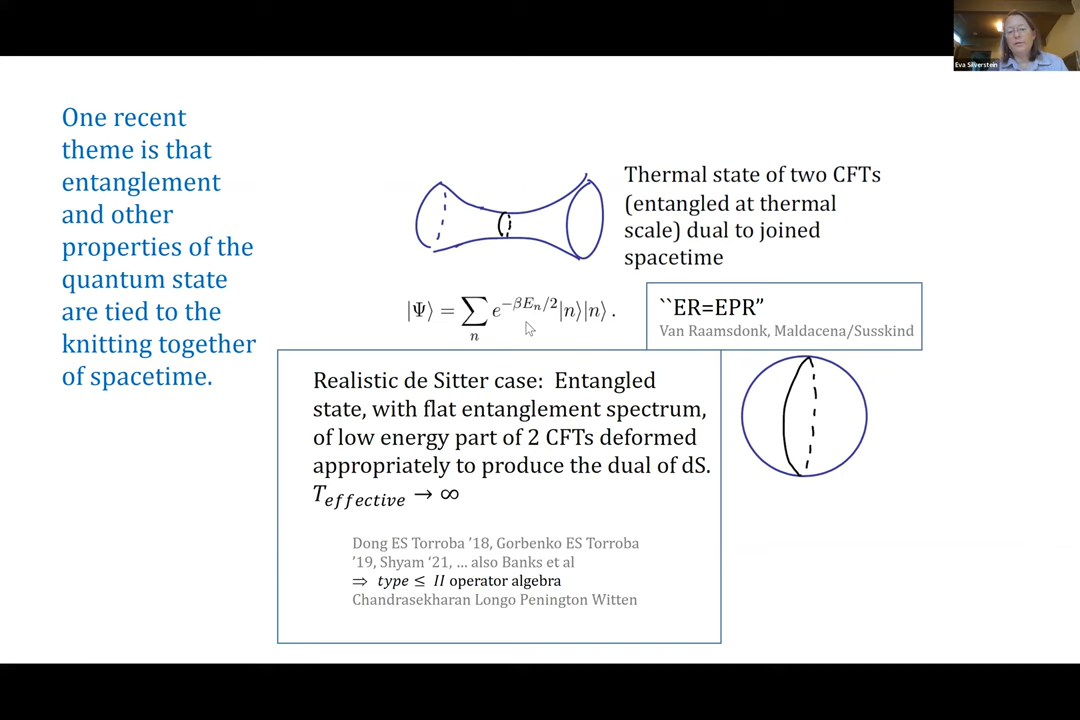 Eva Silverstein
One recent
theme is that
entanglement
and other
properties of the
quantum state
are tied to the
knitting together
of spacetime.
Thermal state of two CFTs
(entangled at thermal
scale) dual to joined
spacetime
|Ψ⟩ = ∑ₙ e^{−βEₙ/2}|n⟩|n⟩ .
``ER=EPR”
Van Raamsdonk, Maldacena/Susskind
Realistic de Sitter case:  Entangled
state, with flat entanglement spectrum,
of low energy part of 2 CFTs deformed
appropriately to produce the dual of dS.
T_{effective} → ∞
Dong ES Torroba ’18, Gorbenko ES Torroba
’19, Shyam ‘21, … also Banks et al
⇒ type ≤ II operator algebra
Chandrasekharan Longo Penington Witten